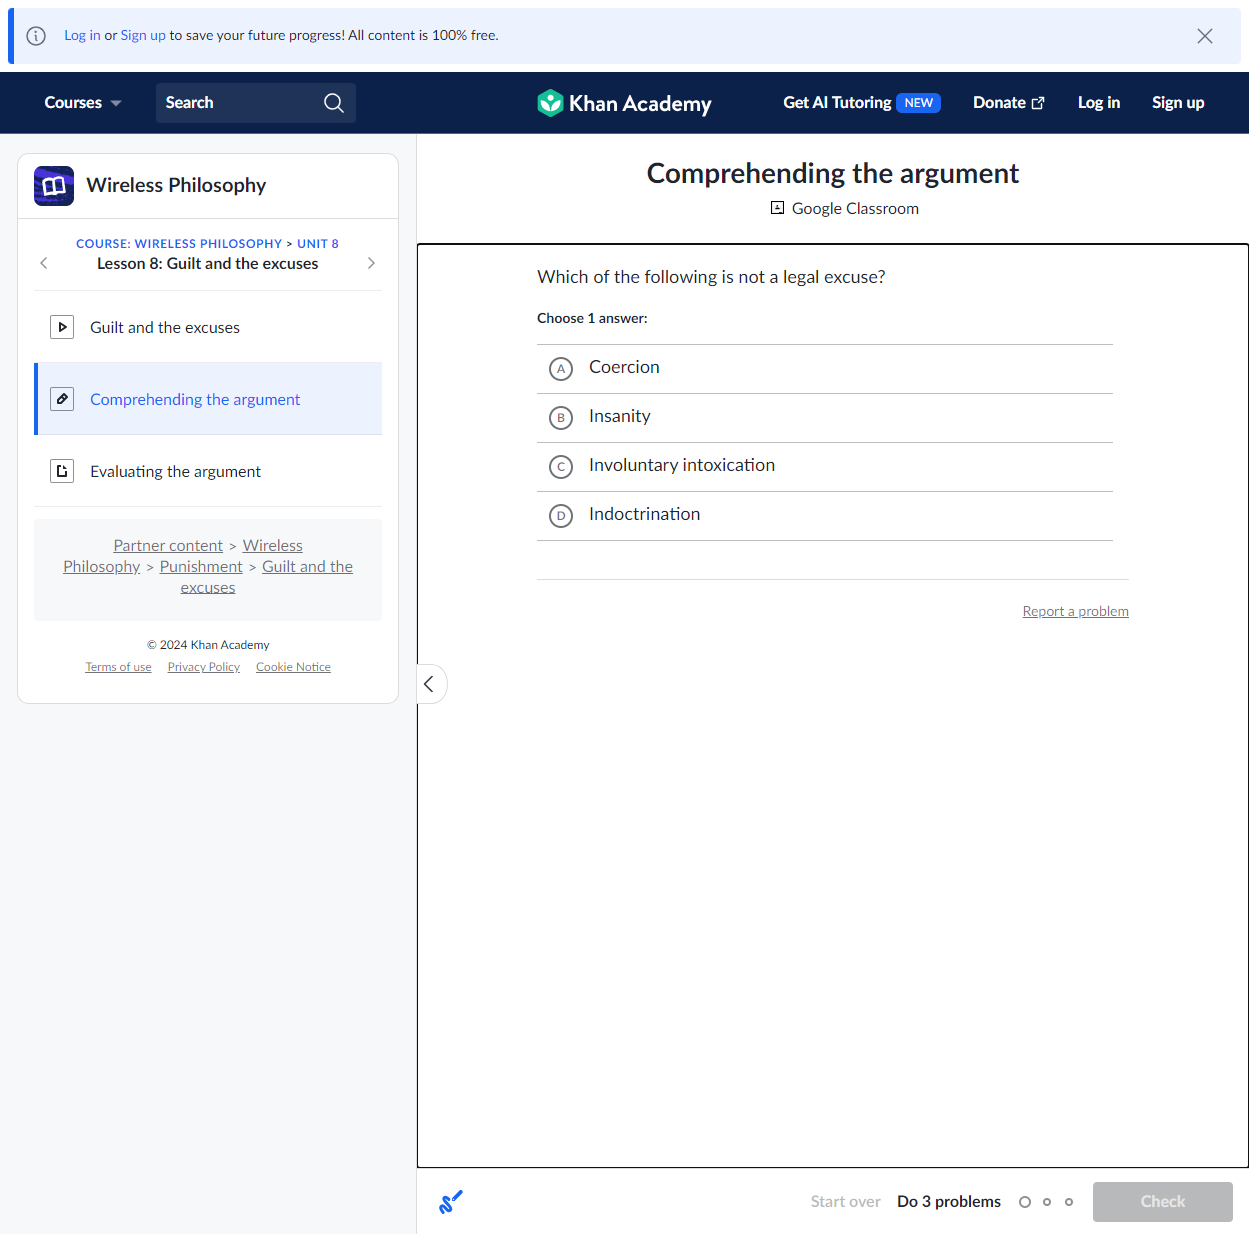 Log in or Sign up to save your future progress! All content is 100% free.
Courses
Search
Khan Academy
Get AI Tutoring NEW
Donate
Log in
Sign up
Wireless Philosophy
COURSE: WIRELESS PHILOSOPHY > UNIT 8
Lesson 8: Guilt and the excuses
Guilt and the excuses
Comprehending the argument
Evaluating the argument
Partner content > Wireless
Philosophy > Punishment > Guilt and the
excuses
© 2024 Khan Academy
Terms of use Privacy Policy Cookie Notice
Comprehending the argument
Google Classroom
Which of the following is not a legal excuse?
Choose 1 answer:
A Coercion
B Insanity
C Involuntary intoxication
D Indoctrination
Report a problem
Start over Do 3 problems Check